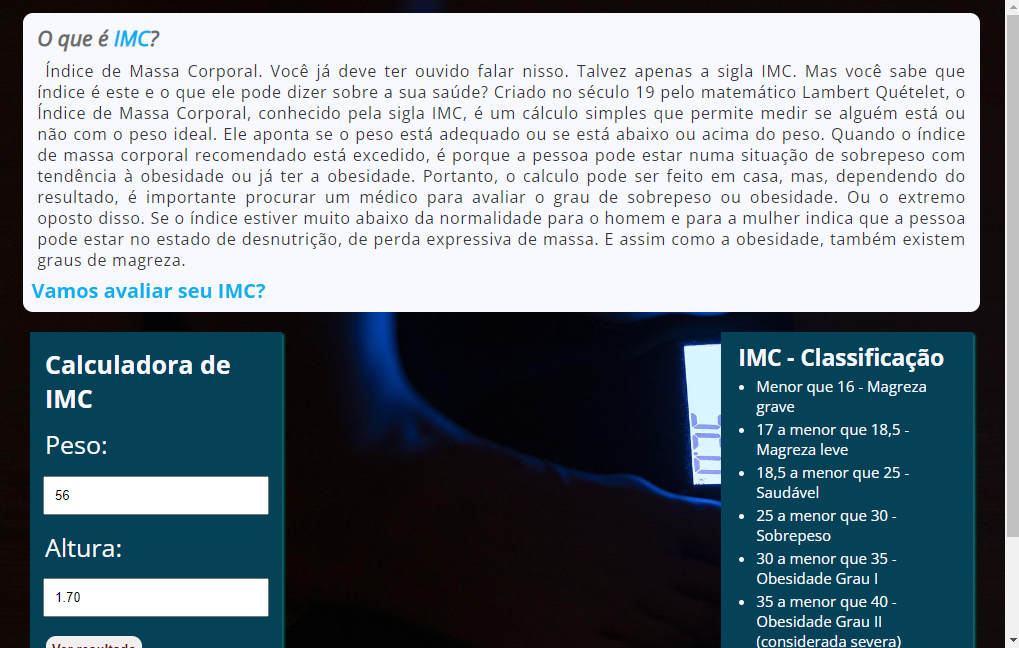 O que é IMC?
Índice de Massa Corporal. Você já deve ter ouvido falar nisso. Talvez apenas a sigla IMC. Mas você sabe que
índice é este e o que ele pode dizer sobre a sua saúde? Criado no século 19 pelo matemático Lambert Quételet, o
Índice de Massa Corporal, conhecido pela sigla IMC, é um cálculo simples que permite medir se alguém está ou
não com o peso ideal. Ele aponta se o peso está adequado ou se está abaixo ou acima do peso. Quando o índice
de massa corporal recomendado está excedido, é porque a pessoa pode estar numa situação de sobrepeso com
tendência à obesidade ou já ter a obesidade. Portanto, o calculo pode ser feito em casa, mas, dependendo do
resultado, é importante procurar um médico para avaliar o grau de sobrepeso ou obesidade. Ou o extremo
oposto disso. Se o índice estiver muito abaixo da normalidade para o homem e para a mulher indica que a pessoa
pode estar no estado de desnutrição, de perda expressiva de massa. E assim como a obesidade, também existem
graus de magreza.
Vamos avaliar seu IMC?
Calculadora de
IMC
Peso:
56
Altura:
1.70
Ver resultado
IMC - Classificação
Menor que 16 - Magreza
grave
17 a menor que 18,5 -
Magreza leve
18,5 a menor que 25 -
Saudável
25 a menor que 30 -
Sobrepeso
30 a menor que 35 -
Obesidade Grau I
35 a menor que 40 -
Obesidade Grau II
(considerada severa)